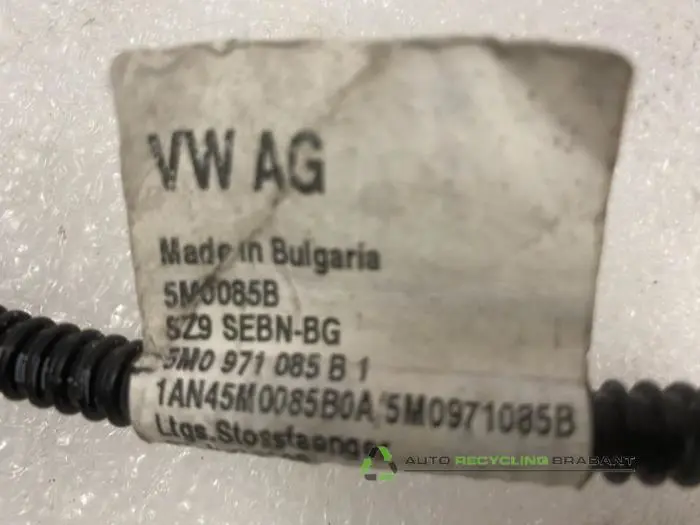 VW AG
Made in Bulgaria
5M0085B
SZ9 SEBN-BG
5M0 971 085 B 1
1AN45M0085B0A 5M0971085B
Ltgs.Stossfaenger
AUTO RECYCLING BRABANT